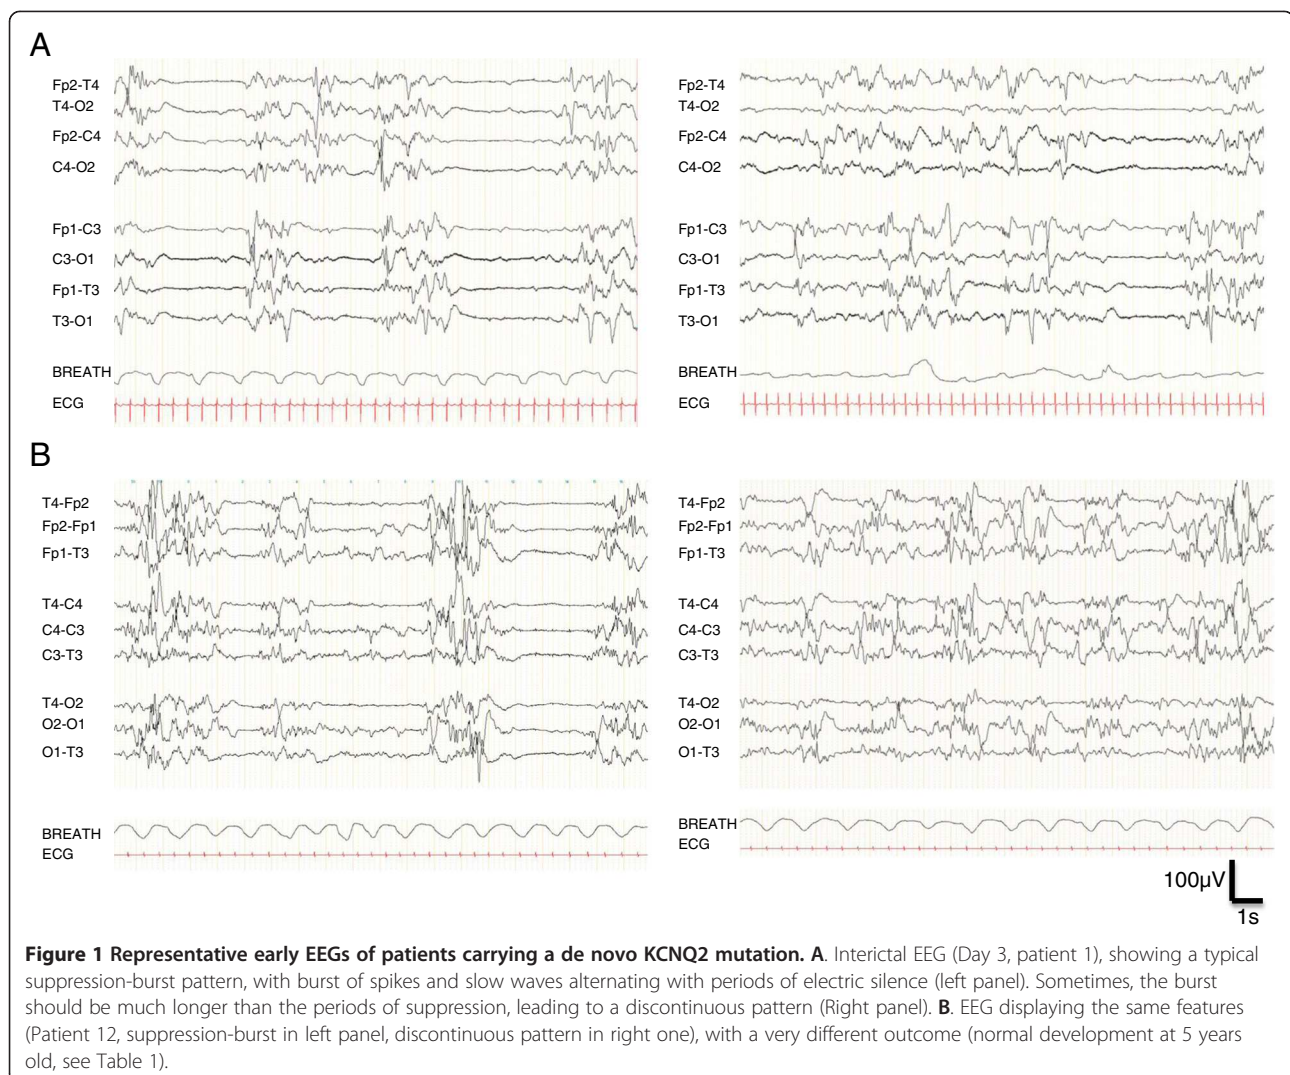 A
Fp2-T4
T4-O2
Fp2-C4
C4-O2
Fp1-C3
C3-O1
Fp1-T3
T3-O1
BREATH
ECG
Fp2-T4
T4-O2
Fp2-C4
C4-O2
Fp1-C3
C3-O1
Fp1-T3
T3-O1
BREATH
ECG
B
T4-Fp2
Fp2-Fp1
Fp1-T3
T4-C4
C4-C3
C3-T3
T4-O2
O2-O1
O1-T3
BREATH
ECG
T4-Fp2
Fp2-Fp1
Fp1-T3
T4-C4
C4-C3
C3-T3
T4-O2
O2-O1
O1-T3
BREATH
ECG
100µV
1s
Figure 1 Representative early EEGs of patients carrying a de novo KCNQ2 mutation. A. Interictal EEG (Day 3, patient 1), showing a typical
suppression-burst pattern, with burst of spikes and slow waves alternating with periods of electric silence (left panel). Sometimes, the burst
should be much longer than the periods of suppression, leading to a discontinuous pattern (Right panel). B. EEG displaying the same features
(Patient 12, suppression-burst in left panel, discontinuous pattern in right one), with a very different outcome (normal development at 5 years
old, see Table 1).